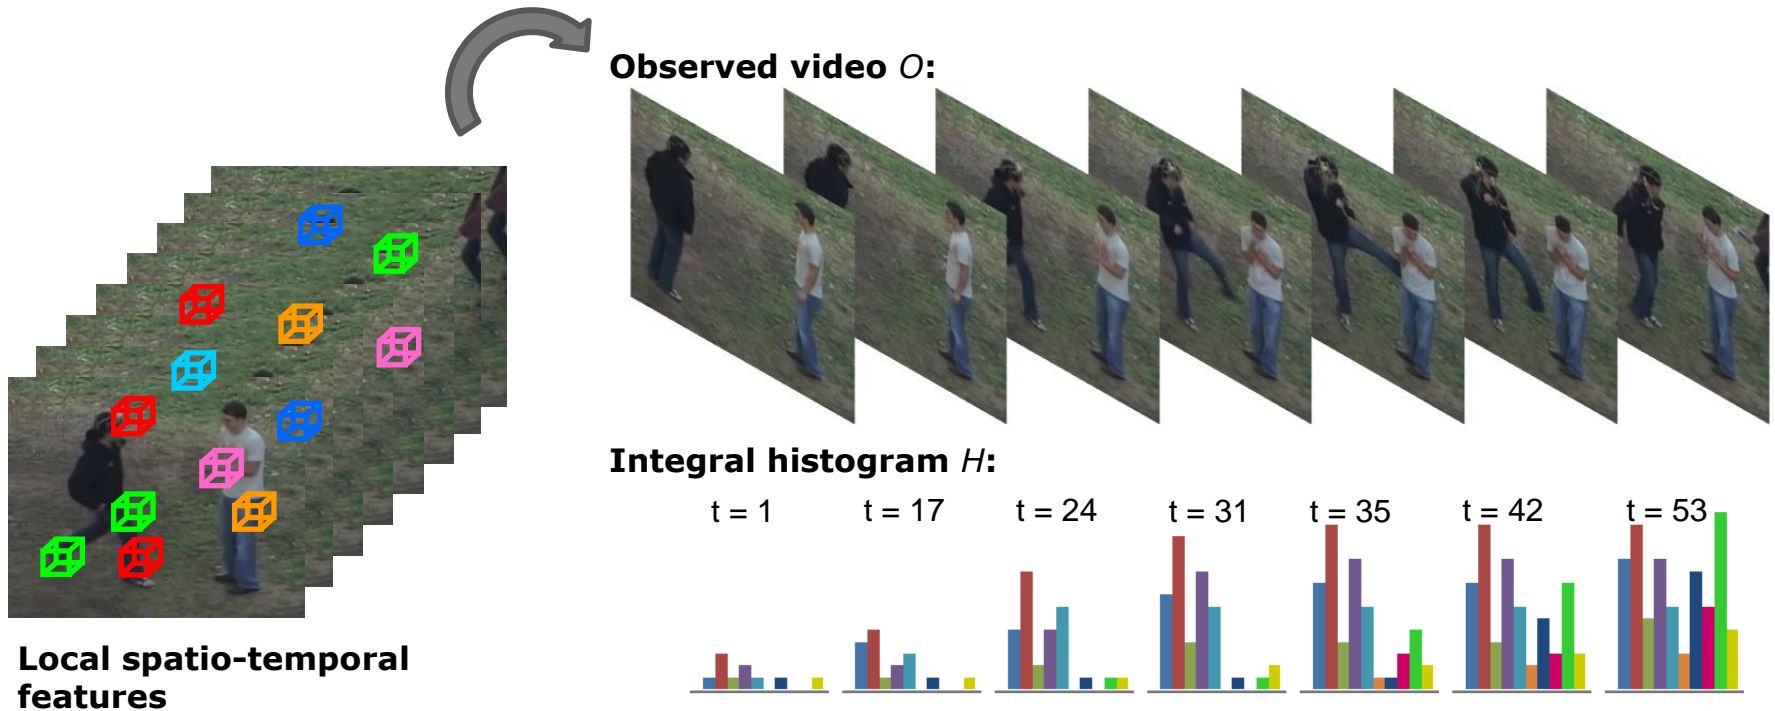 Observed video O:
Integral histogram H:
t = 1
t = 17
t = 24
t = 31
t = 35
t = 42
t = 53
Local spatio-temporal
features